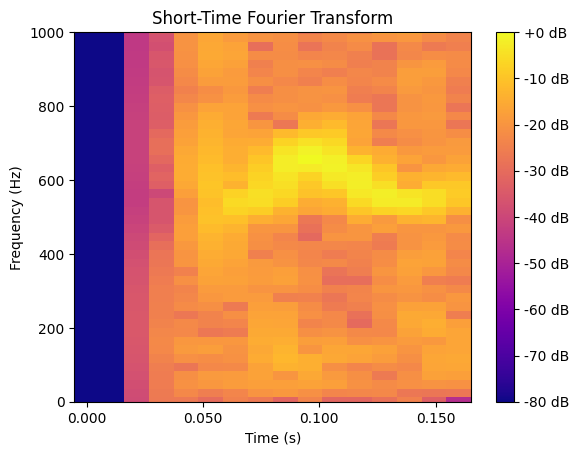 Short-Time Fourier Transform
Frequency (Hz)
1000
800
600
400
200
0
0.000
0.050
0.100
0.150
Time (s)
+0 dB
-10 dB
-20 dB
-30 dB
-40 dB
-50 dB
-60 dB
-70 dB
-80 dB